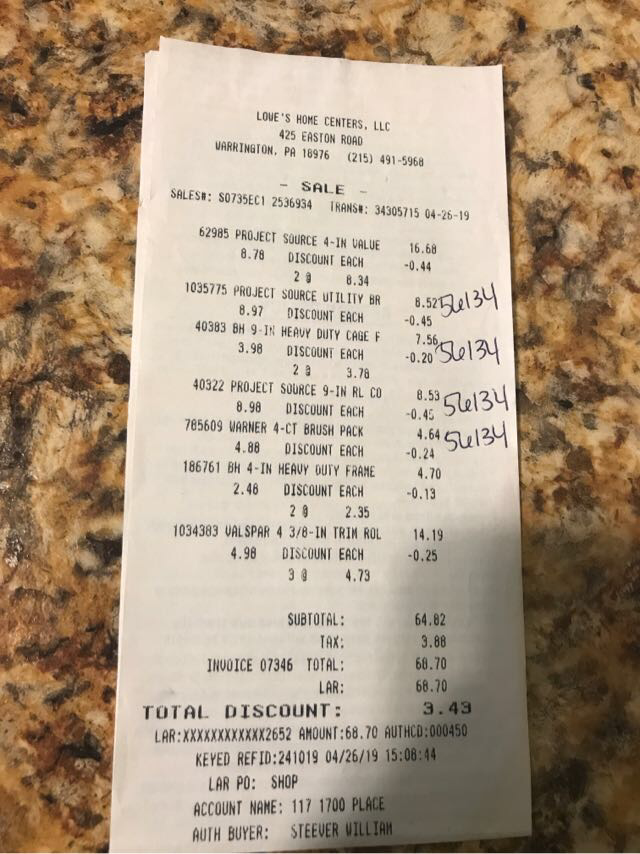 LOWE'S HOME CENTERS, LLC
425 EASTON ROAD
WARRINGTON, PA 18976 (215) 491-5968
- SALE -
SALES#: S0735EC1 2536934 TRANS#: 34305715 04-26-19
62985 PROJECT SOURCE 4-IN VALUE 16.68
8.78 DISCOUNT EACH -0.44
2 @ 8.34
1035775 PROJECT SOURCE UTILITY BR 8.52 56134
8.97 DISCOUNT EACH -0.45
40383 BH 9-IN HEAVY DUTY CAGE F 7.56
3.98 DISCOUNT EACH -0.20 56134
2 @ 3.78
40322 PROJECT SOURCE 9-IN RL CO 8.53
8.98 DISCOUNT EACH -0.45 56134
785609 WARNER 4-CT BRUSH PACK 4.64 56134
4.88 DISCOUNT EACH -0.24
186761 BH 4-IN HEAVY DUTY FRAME 4.70
2.48 DISCOUNT EACH -0.13
2 @ 2.35
1034383 VALSPAR 4 3/8-IN TRIM ROL 14.19
4.98 DISCOUNT EACH -0.25
3 @ 4.73
SUBTOTAL: 64.82
TAX: 3.88
INVOICE 07346 TOTAL: 68.70
LAR: 68.70
TOTAL DISCOUNT: 3.43
LAR:XXXXXXXXXXXX2652 AMOUNT:68.70 AUTHCD:000450
KEYED REFID:241019 04/26/19 15:08:44
LAR PO: SHOP
ACCOUNT NAME: 117 1700 PLACE
AUTH BUYER: STEEVER WILLIAM